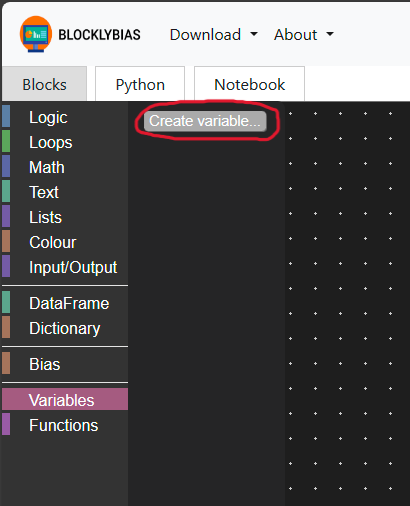 BLOCKLYBIAS Download About
Blocks Python Notebook
Create variable...
Logic
Loops
Math
Text
Lists
Colour
Input/Output
DataFrame
Dictionary
Bias
Variables
Functions